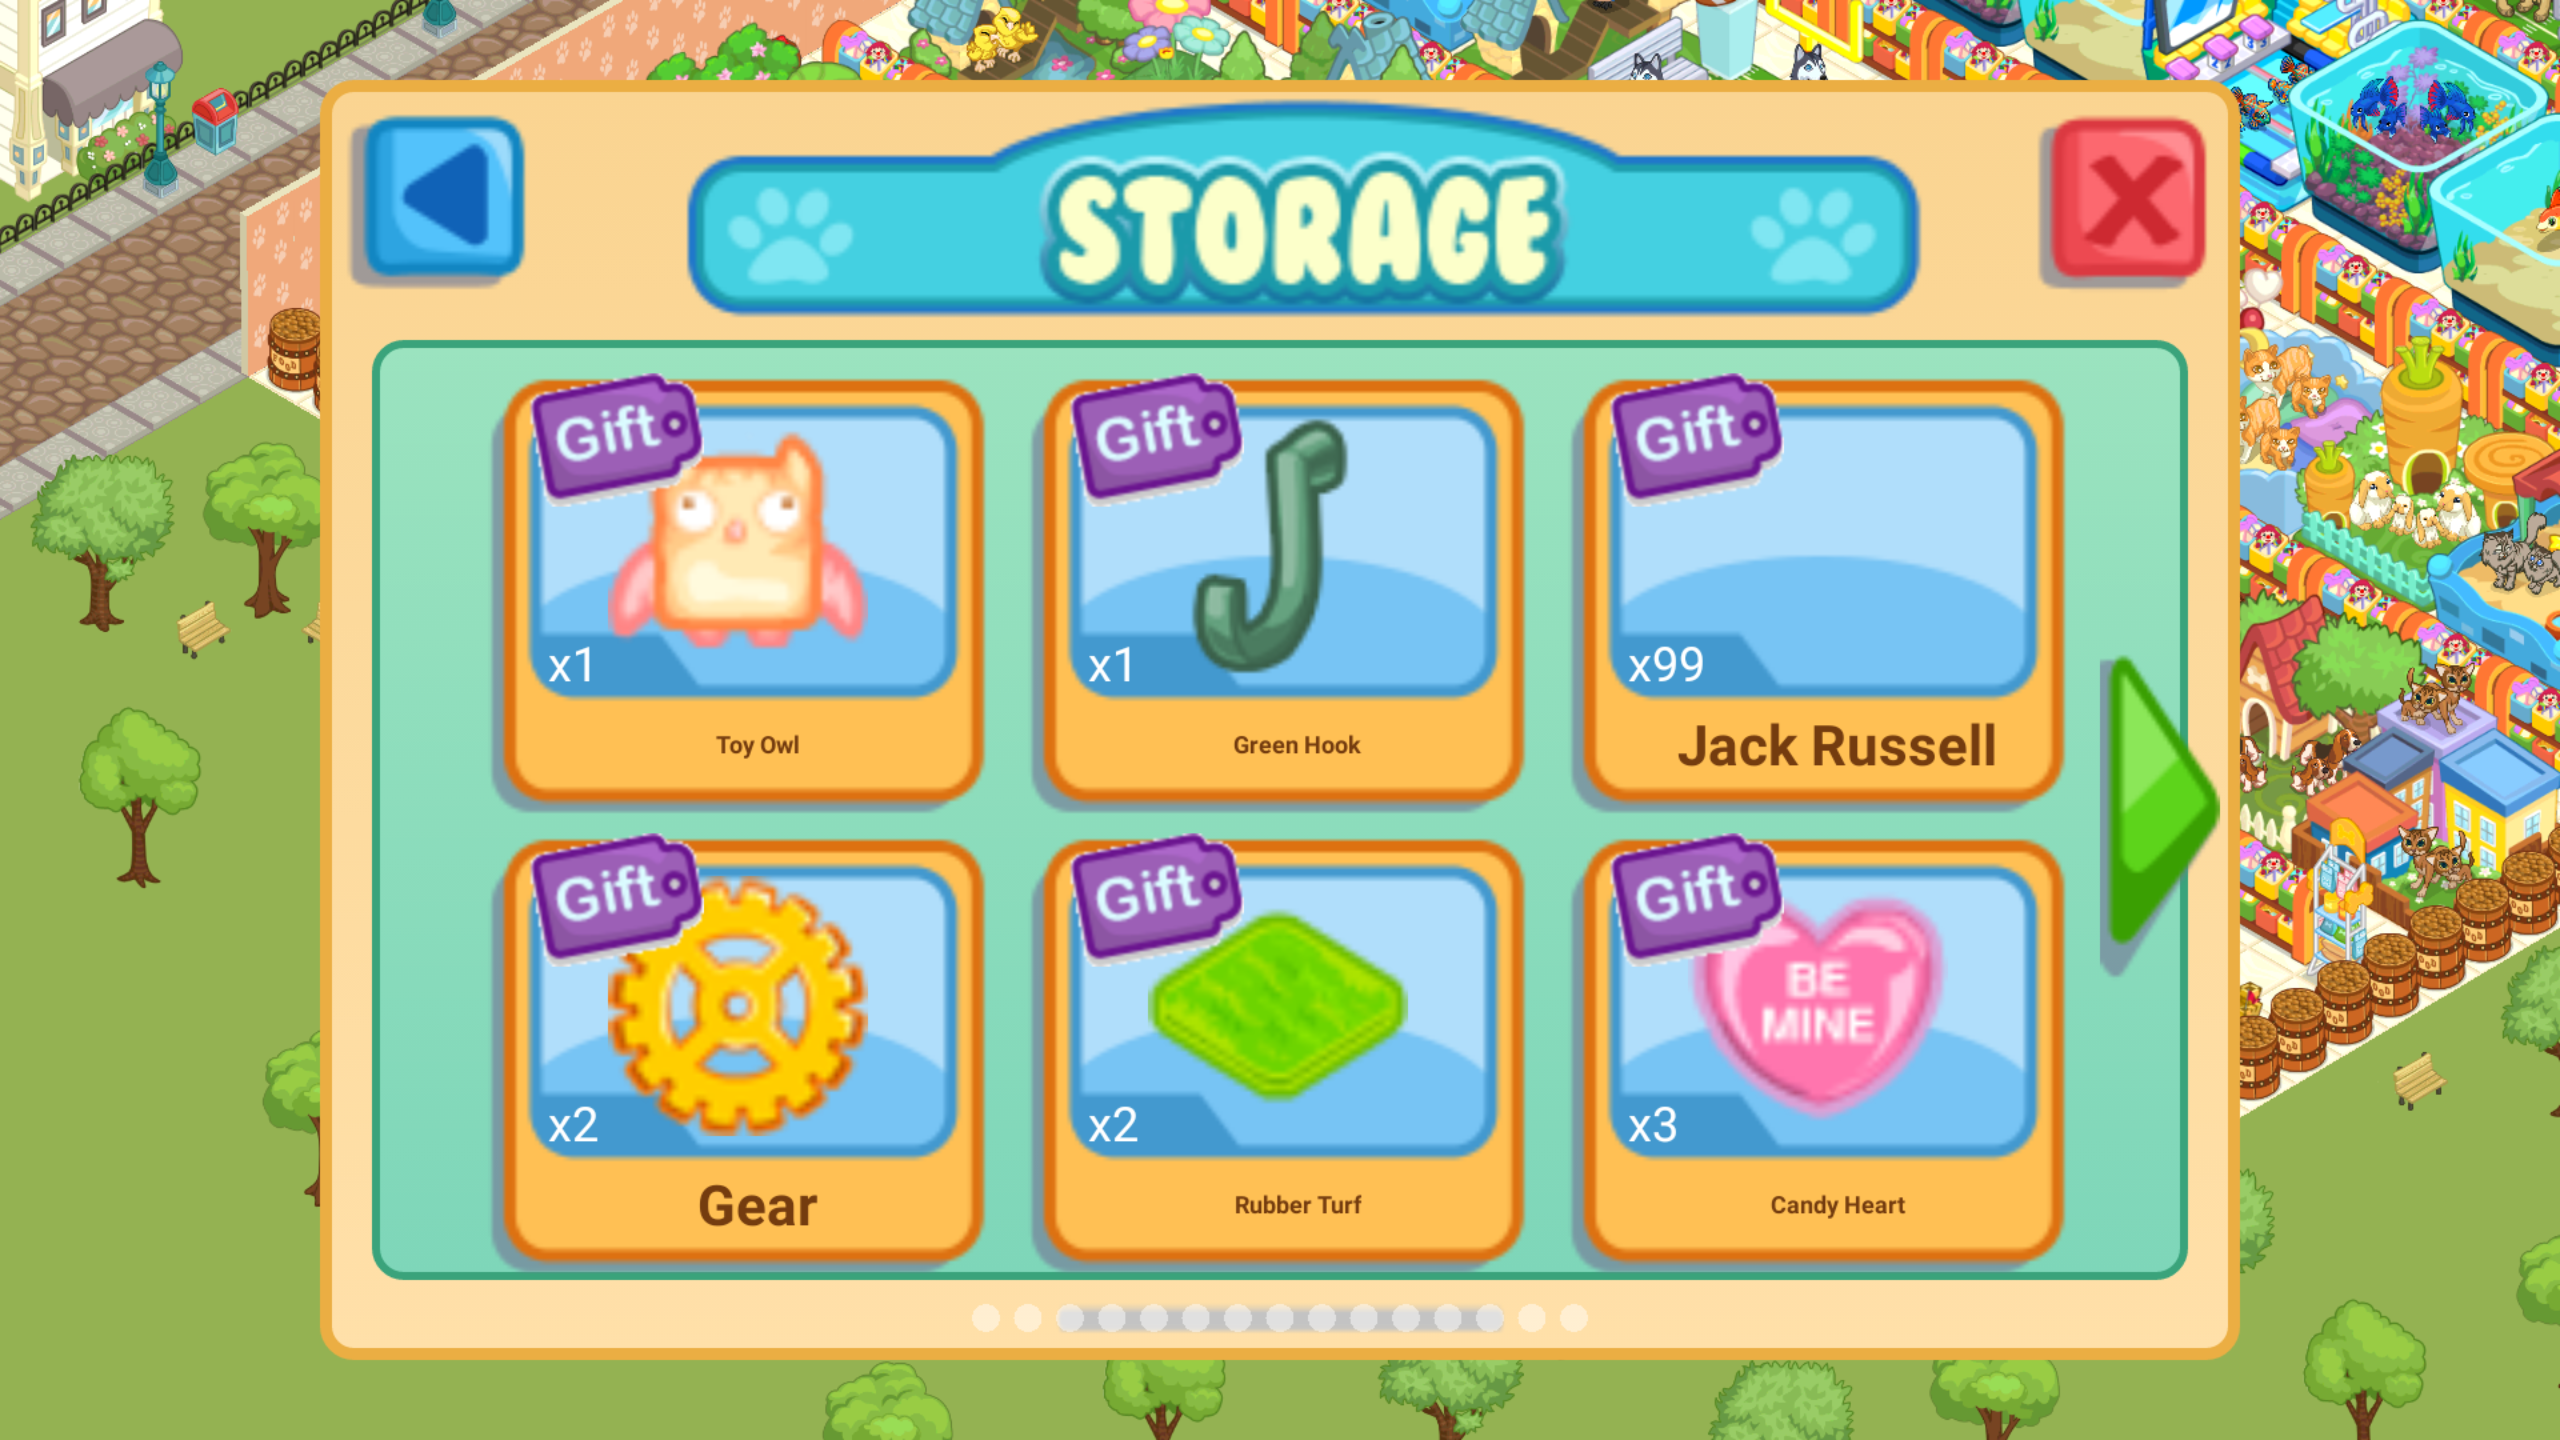 STORAGE
Gift
x1
Toy Owl
Gift
x1
Green Hook
Gift
x99
Jack Russell
Gift
x2
Gear
Gift
x2
Rubber Turf
Gift
BE
MINE
x3
Candy Heart